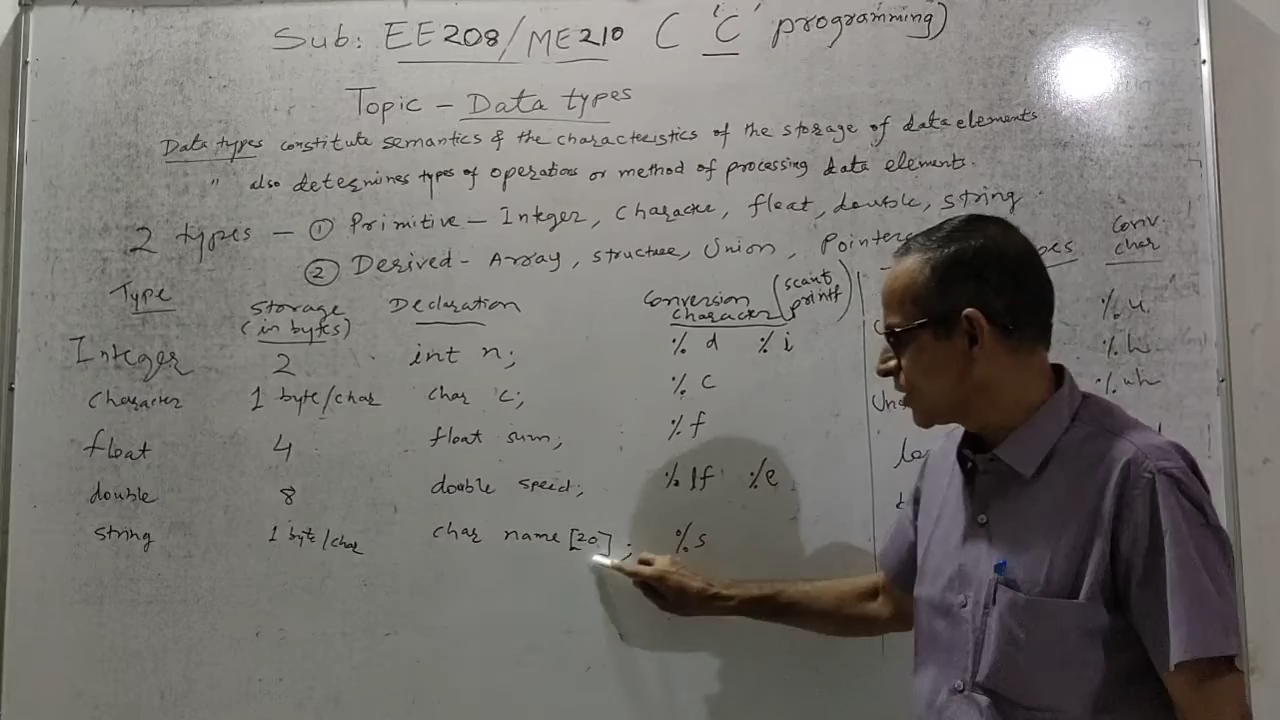 Sub: EE208/ME210 ( 'C' programming)
Topic - Data types
Data types constitute semantics & the characteristics of the storage of data elements
" also determines types of operations or method of processing data elements.
2 types - ① Primitive - Integer, Character, float, double, string
② Derived - Array, structure, Union, Pointers
Type Storage (in bytes) Declaration Conversion character (scanf printf)
Integer 2 int n; % d % i
Character 1 byte/char char c; % c
float 4 float sum; % f
double 8 double speed; % lf % e
string 1 byte/char char name [20] ; % s
Conv. char
% u
% h
% uh